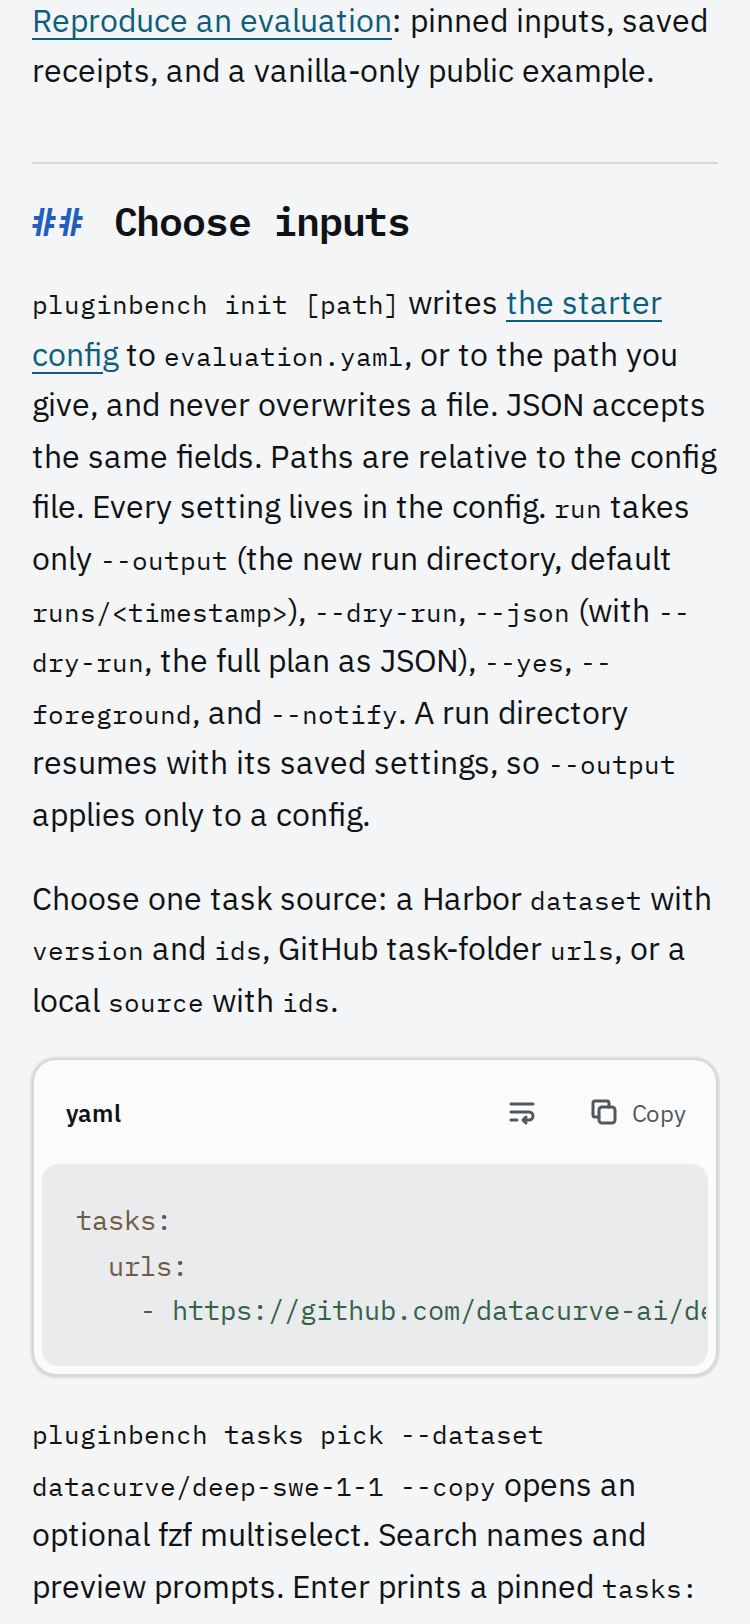 Reproduce an evaluation: pinned inputs, saved
receipts, and a vanilla-only public example.
## Choose inputs
pluginbench init [path] writes the starter
config to evaluation.yaml, or to the path you
give, and never overwrites a file. JSON accepts
the same fields. Paths are relative to the config
file. Every setting lives in the config. run takes
only --output (the new run directory, default
runs/<timestamp>), --dry-run, --json (with --
dry-run, the full plan as JSON), --yes, --
foreground, and --notify. A run directory
resumes with its saved settings, so --output
applies only to a config.
Choose one task source: a Harbor dataset with
version and ids, GitHub task-folder urls, or a
local source with ids.
yaml Copy
tasks:
  urls:
    - https://github.com/datacurve-ai/de
pluginbench tasks pick --dataset
datacurve/deep-swe-1-1 --copy opens an
optional fzf multiselect. Search names and
preview prompts. Enter prints a pinned tasks: